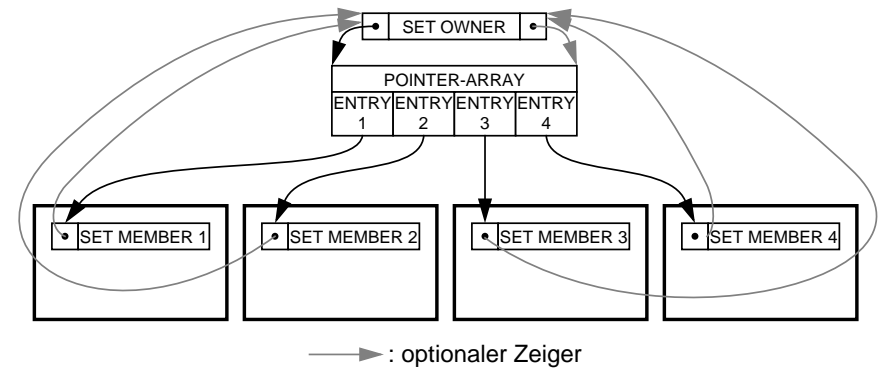 SET OWNER
POINTER-ARRAY
ENTRY ENTRY ENTRY ENTRY
1 2 3 4
SET MEMBER 1 SET MEMBER 2 SET MEMBER 3 SET MEMBER 4
: optionaler Zeiger